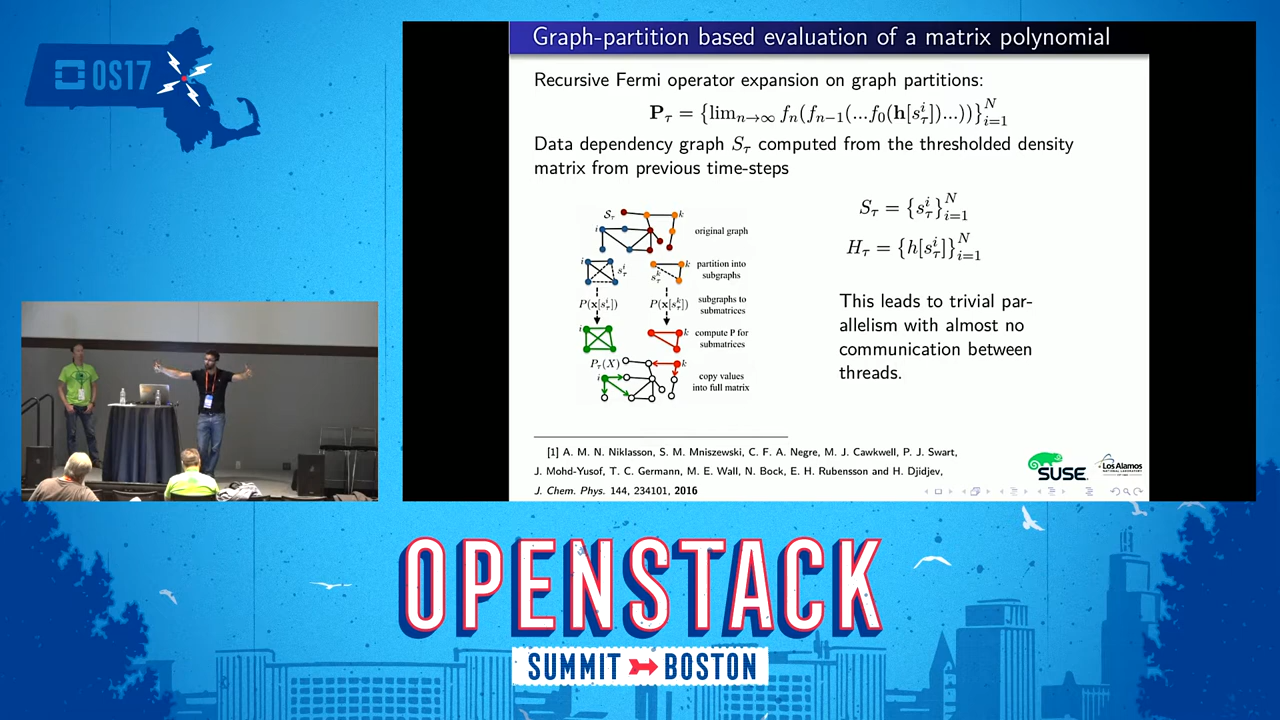 OS17
Graph-partition based evaluation of a matrix polynomial
Recursive Fermi operator expansion on graph partitions:
P_τ = {lim_{n→∞} f_n(f_{n−1}(...f_0(h[s_τ^i])...))}_{i=1}^N
Data dependency graph S_τ computed from the thresholded density
matrix from previous time-steps
S_τ = {s_τ^i}_{i=1}^N
H_τ = {h[s_τ^i]}_{i=1}^N
This leads to trivial par-
allelism with almost no
communication between
threads.
S_τ
k
i
original graph
i
s_τ^i
k
s_τ^k
partition into
subgraphs
P(x[s_τ^i])
P(x[s_τ^k])
subgraphs to
submatrices
i
k
compute P for
submatrices
P_τ(X)
k
i
copy values
into full matrix
[1] A. M. N. Niklasson, S. M. Mniszewski, C. F. A. Negre, M. J. Cawkwell, P. J. Swart,
J. Mohd-Yusof, T. C. Germann, M. E. Wall, N. Bock, E. H. Rubensson and H. Djidjev,
J. Chem. Phys. 144, 234101, 2016
SUSE
Los Alamos
NATIONAL LABORATORY
OPENSTACK
SUMMIT BOSTON